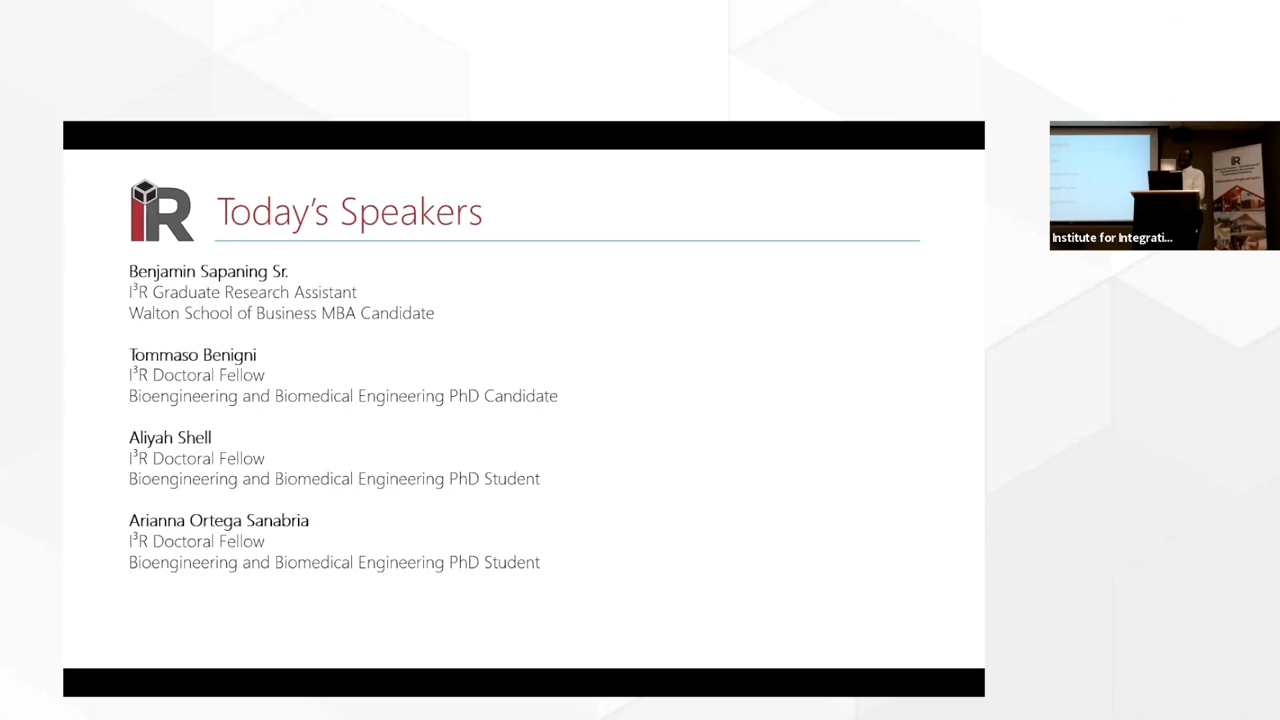 IR
Today's Speakers
Benjamin Sapaning Sr.
I³R Graduate Research Assistant
Walton School of Business MBA Candidate
Tommaso Benigni
I³R Doctoral Fellow
Bioengineering and Biomedical Engineering PhD Candidate
Aliyah Shell
I³R Doctoral Fellow
Bioengineering and Biomedical Engineering PhD Student
Arianna Ortega Sanabria
I³R Doctoral Fellow
Bioengineering and Biomedical Engineering PhD Student
IR
Institute for Integrati...